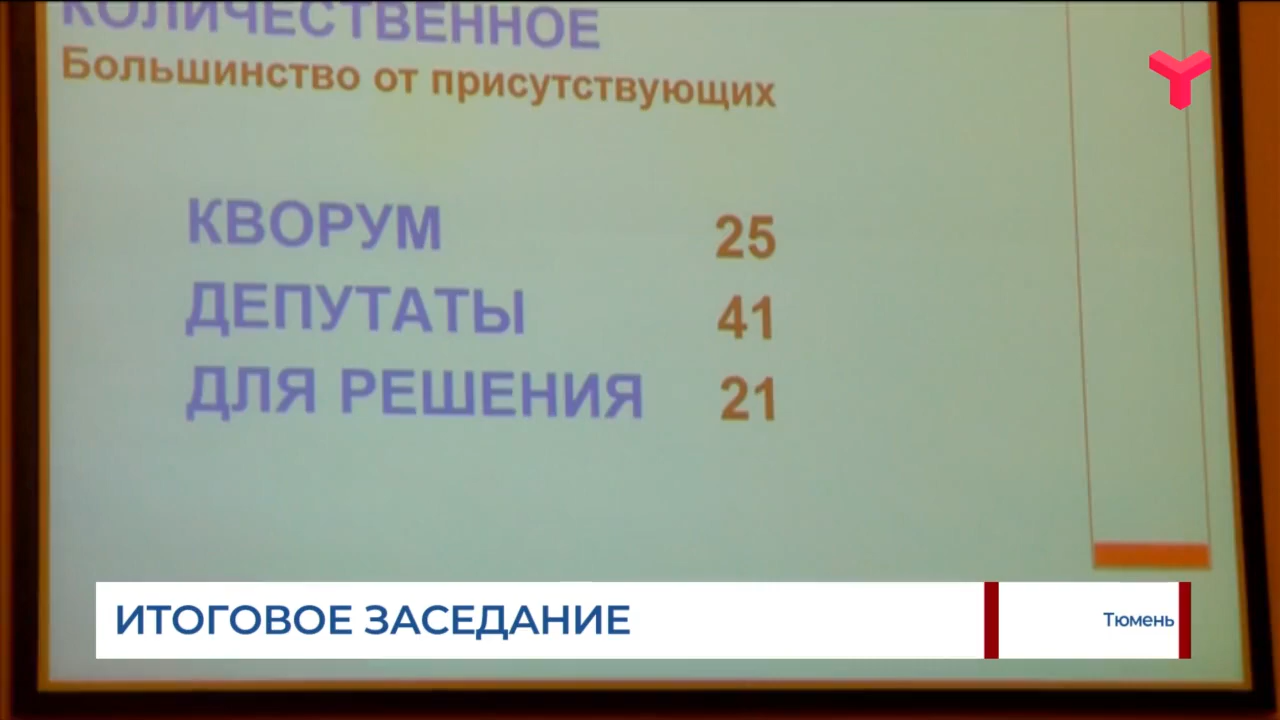 КОЛИЧЕСТВЕННОЕ
Большинство от присутствующих
КВОРУМ 25
ДЕПУТАТЫ 41
ДЛЯ РЕШЕНИЯ 21
ИТОГОВОЕ ЗАСЕДАНИЕ
Тюмень